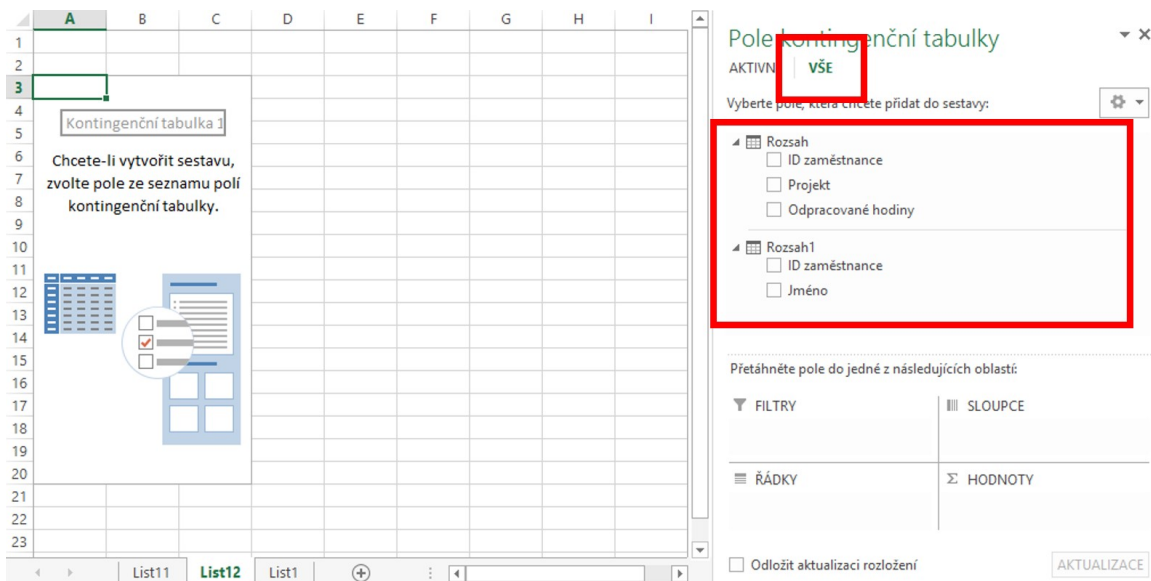 A B C D E F G H I
1
2
3
4
5
6
7
8
9
10
11
12
13
14
15
16
17
18
19
20
21
22
23
Kontingenční tabulka 1
Chcete-li vytvořit sestavu,
zvolte pole ze seznamu polí
kontingenční tabulky.
List11 List12 List1
Pole kontingenční tabulky
AKTIVN VŠE
Vyberte pole, která chcete přidat do sestavy:
Rozsah
ID zaměstnance
Projekt
Odpracované hodiny
Rozsah1
ID zaměstnance
Jméno
Přetáhněte pole do jedné z následujících oblastí:
FILTRY
SLOUPCE
ŘÁDKY
Σ HODNOTY
Odložit aktualizaci rozložení
AKTUALIZACE